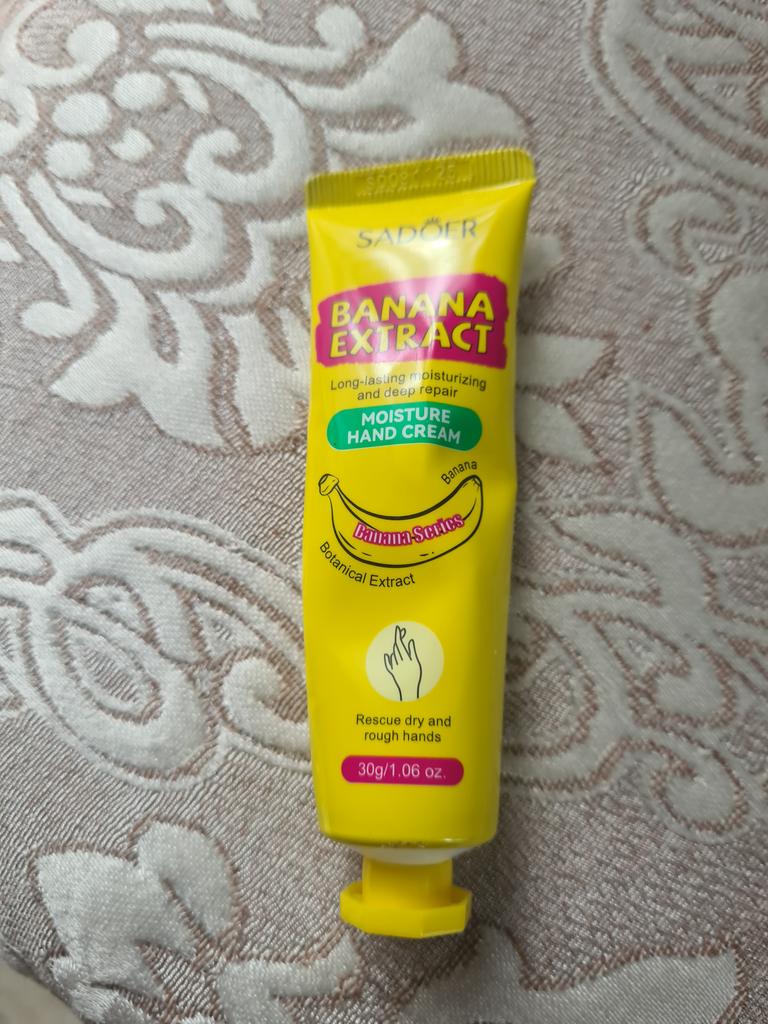 SADOER
BANANA
EXTRACT
Long-lasting moisturizing
and deep repair
MOISTURE
HAND CREAM
Banana
Banana Series
Botanical Extract
Rescue dry and
rough hands
30g/1.06 oz.